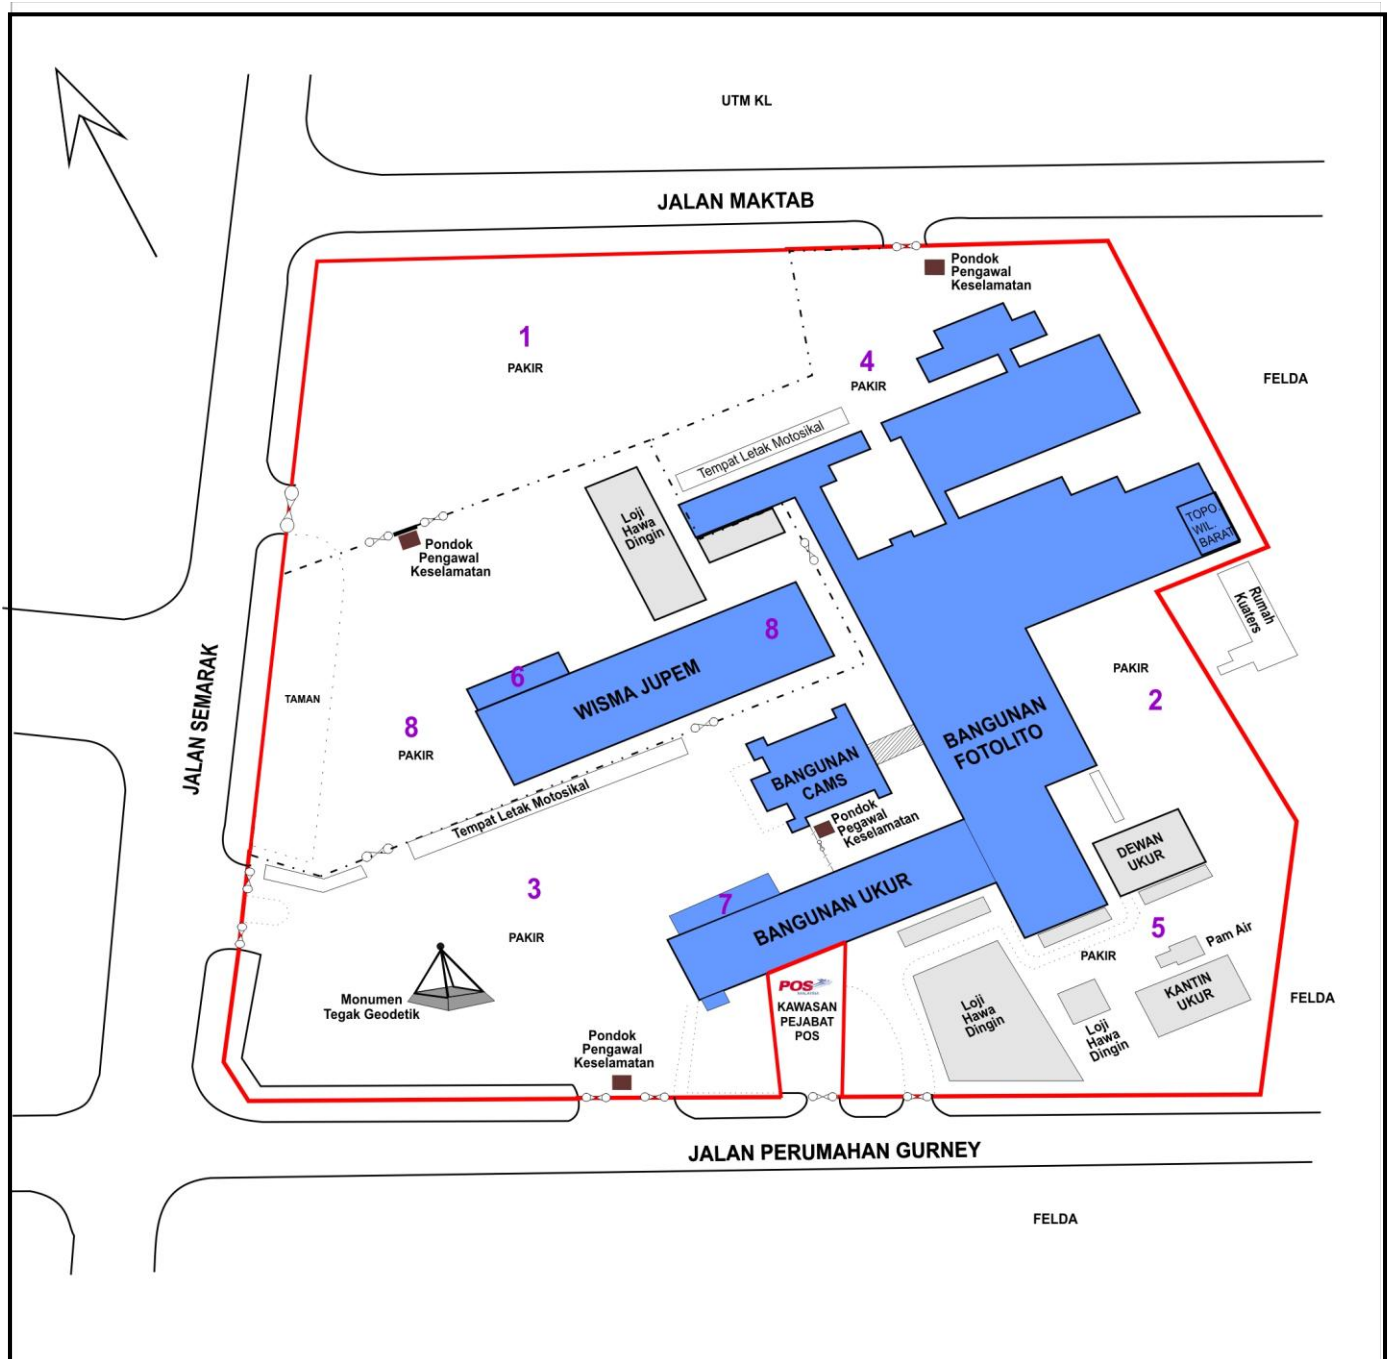 UTM KL
JALAN MAKTAB
Pondok
Pengawal
Keselamatan
1
PAKIR
4
PAKIR
FELDA
Tempat Letak Motosikal
Loji
Hawa
Dingin
TOPO.
WIL.
BARAT
Pondok
Pengawal
Keselamatan
Rumah
Kuaters
JALAN SEMARAK
TAMAN
6
8
WISMA JUPEM
8
PAKIR
PAKIR
2
BANGUNAN
FOTOLITO
BANGUNAN
CAMS
Tempat Letak Motosikal
Pondok
Pegawal
Keselamatan
DEWAN
UKUR
3
PAKIR
7
BANGUNAN UKUR
5
PAKIR
Pam Air
KANTIN
UKUR
Monumen
Tegak Geodetik
POS
MALAYSIA
KAWASAN
PEJABAT
POS
Loji
Hawa
Dingin
Loji
Hawa
Dingin
FELDA
Pondok
Pengawal
Keselamatan
JALAN PERUMAHAN GURNEY
FELDA